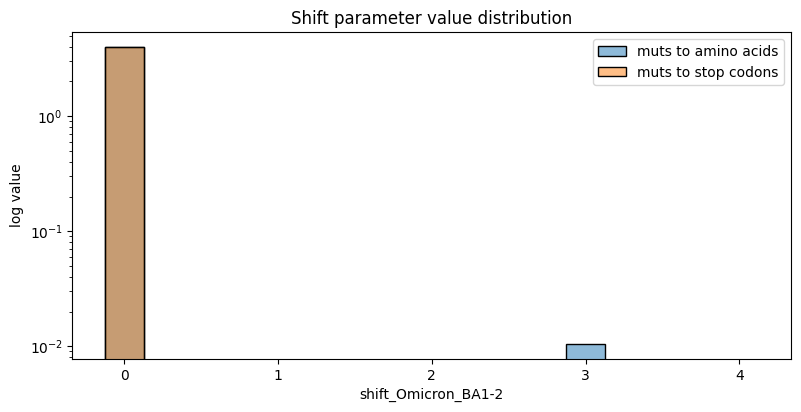 Shift parameter value distribution
muts to amino acids
muts to stop codons
log value
10^0
10^−1
10^−2
0 1 2 3 4
shift_Omicron_BA1-2